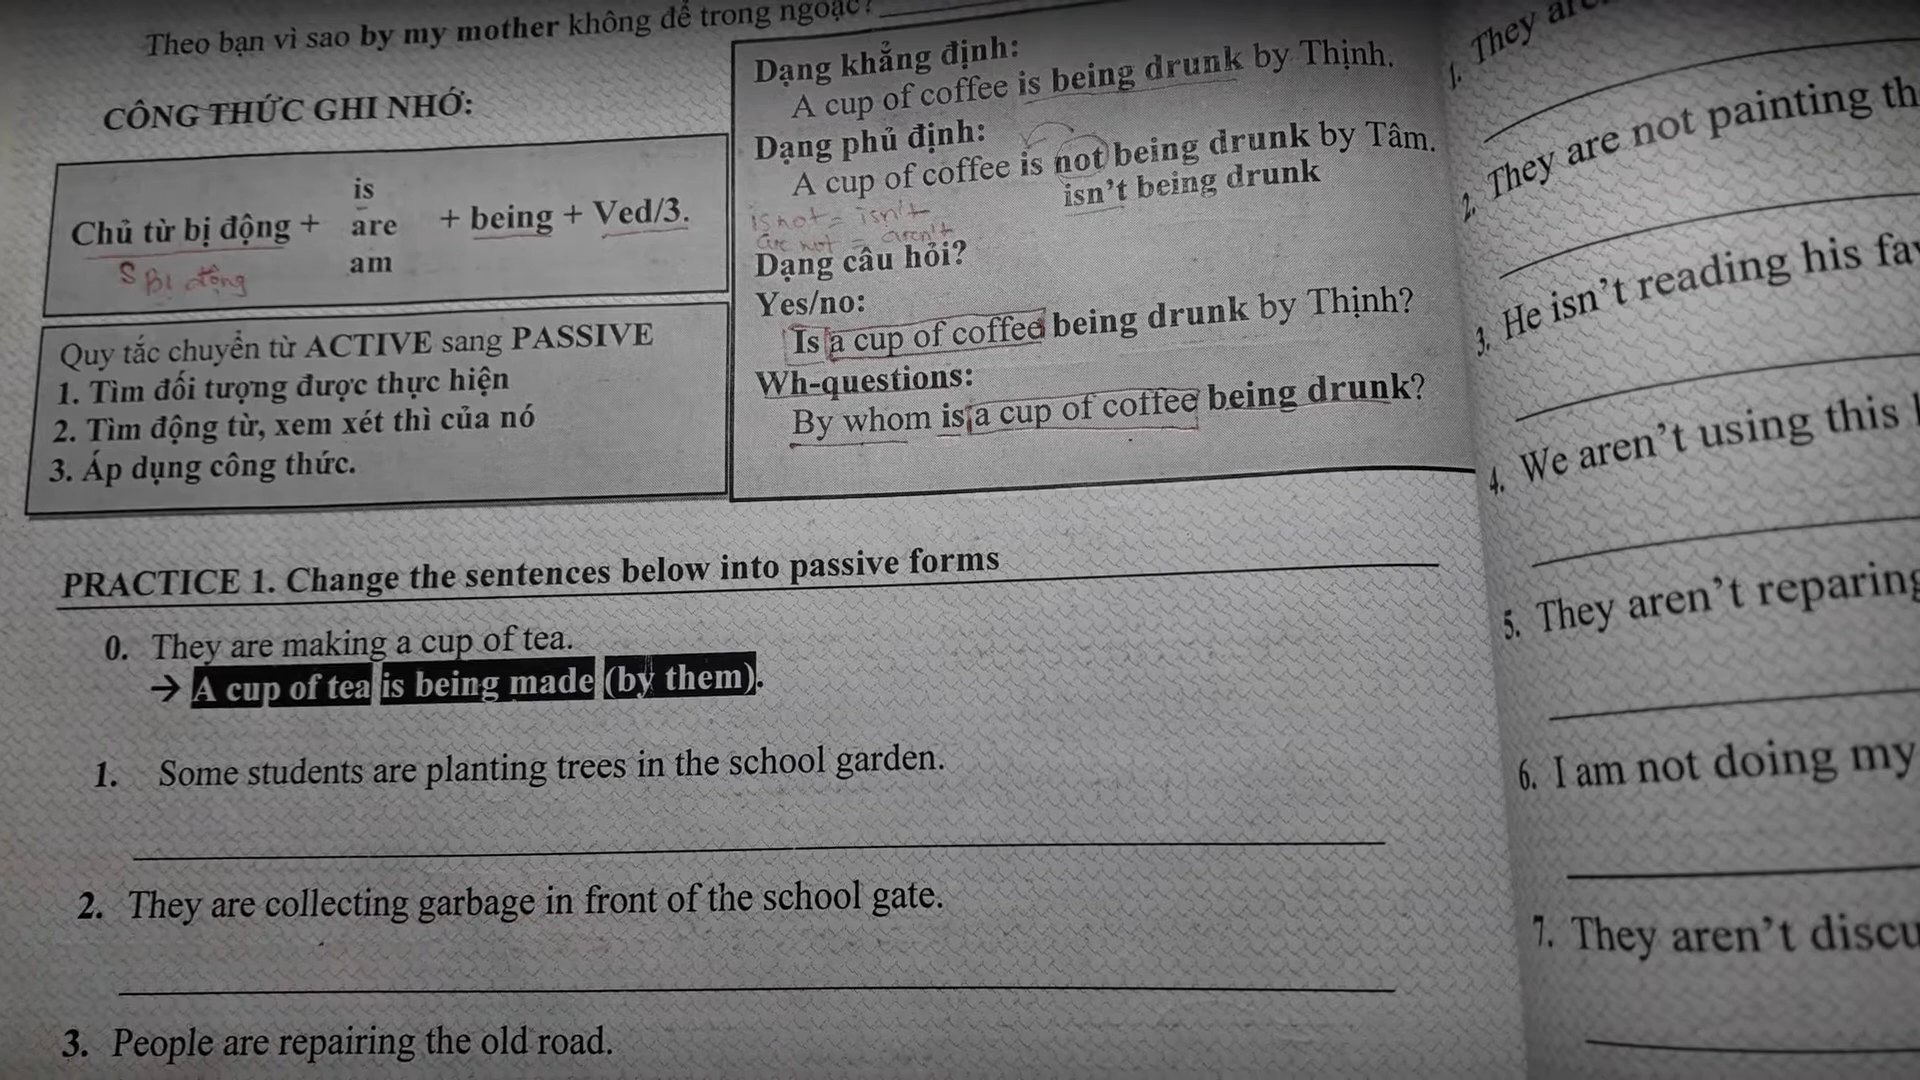 Theo bạn vì sao by my mother không để trong ngoặc?
CÔNG THỨC GHI NHỚ:
Chủ từ bị động +
is
are
am
+ being + Ved/3.
S Bị động
Quy tắc chuyển từ ACTIVE sang PASSIVE
1. Tìm đối tượng được thực hiện
2. Tìm động từ, xem xét thì của nó
3. Áp dụng công thức.
Dạng khẳng định:
A cup of coffee is being drunk by Thịnh.
Dạng phủ định:
A cup of coffee is not being drunk by Tâm.
isn't being drunk
is not = isn't
are not = aren't
Dạng câu hỏi?
Yes/no:
Is a cup of coffee being drunk by Thịnh?
Wh-questions:
By whom is a cup of coffee being drunk?
PRACTICE 1. Change the sentences below into passive forms
0. They are making a cup of tea.
→ A cup of tea is being made (by them).
1. Some students are planting trees in the school garden.
2. They are collecting garbage in front of the school gate.
3. People are repairing the old road.
1. They
2. They are not painting
3. He isn't reading his
4. We aren't using this
5. They aren't reparing
6. I am not doing my
7. They aren't